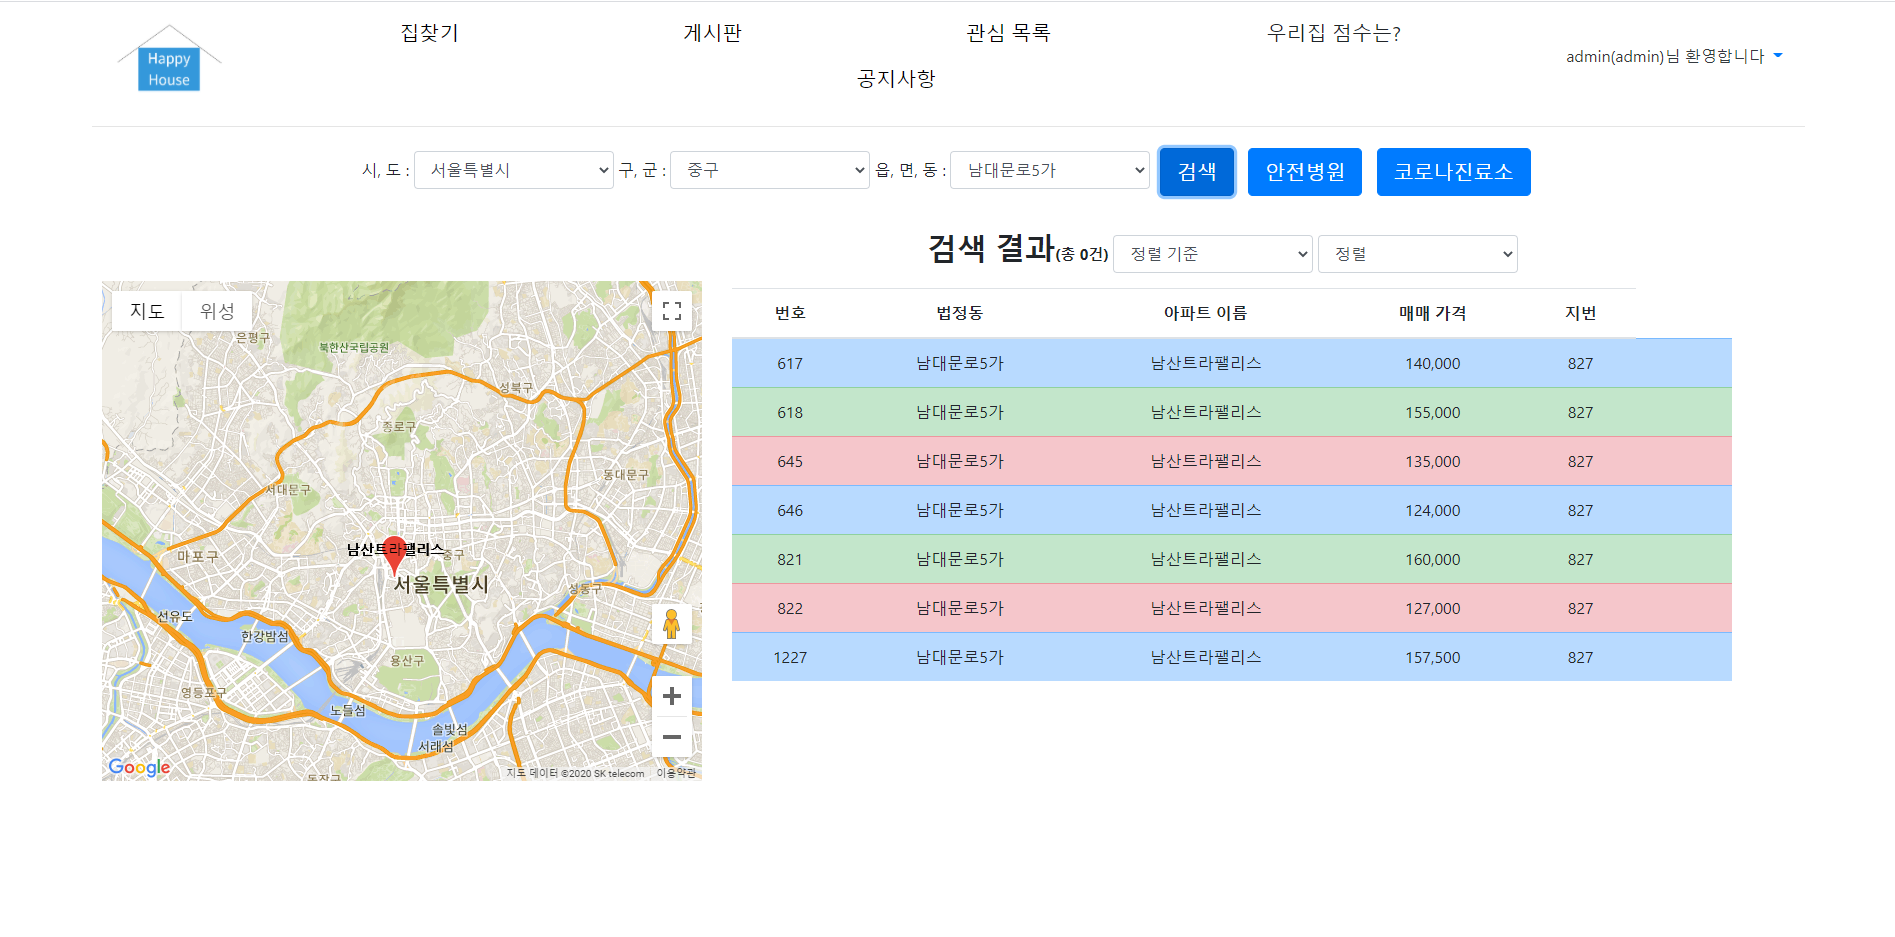 Happy
House
집찾기
게시판
관심 목록
우리집 점수는?
공지사항
admin(admin)님 환영합니다
시, 도 : 서울특별시 구, 군 : 중구 읍, 면, 동 : 남대문로5가 검색 안전병원 코로나진료소
검색 결과(총 0건) 정렬 기준 정렬
지도 위성
은평구
북한산국립공원
성북구
종로구
동대문구
서대문구
마포구
남산트라팰리스
중구
서울특별시
성동구
선유도
한강밤섬
용산구
영등포구
노들섬
솔빛섬
서래섬
동작구
Google
지도 데이터 ©2020 SK telecom 이용약관
번호 법정동 아파트 이름 매매 가격 지번
617 남대문로5가 남산트라팰리스 140,000 827
618 남대문로5가 남산트라팰리스 155,000 827
645 남대문로5가 남산트라팰리스 135,000 827
646 남대문로5가 남산트라팰리스 124,000 827
821 남대문로5가 남산트라팰리스 160,000 827
822 남대문로5가 남산트라팰리스 127,000 827
1227 남대문로5가 남산트라팰리스 157,500 827